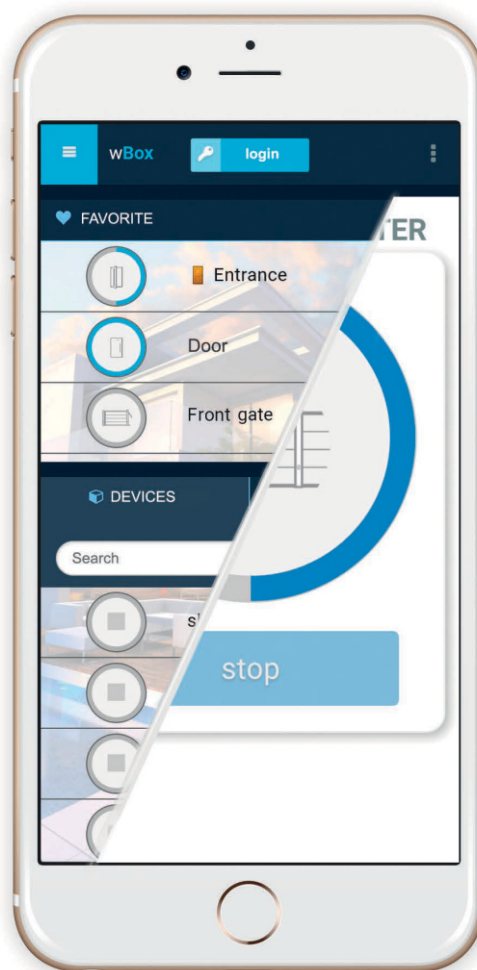 wBox
login
FAVORITE
TER
Entrance
Door
Front gate
DEVICES
Search
stop